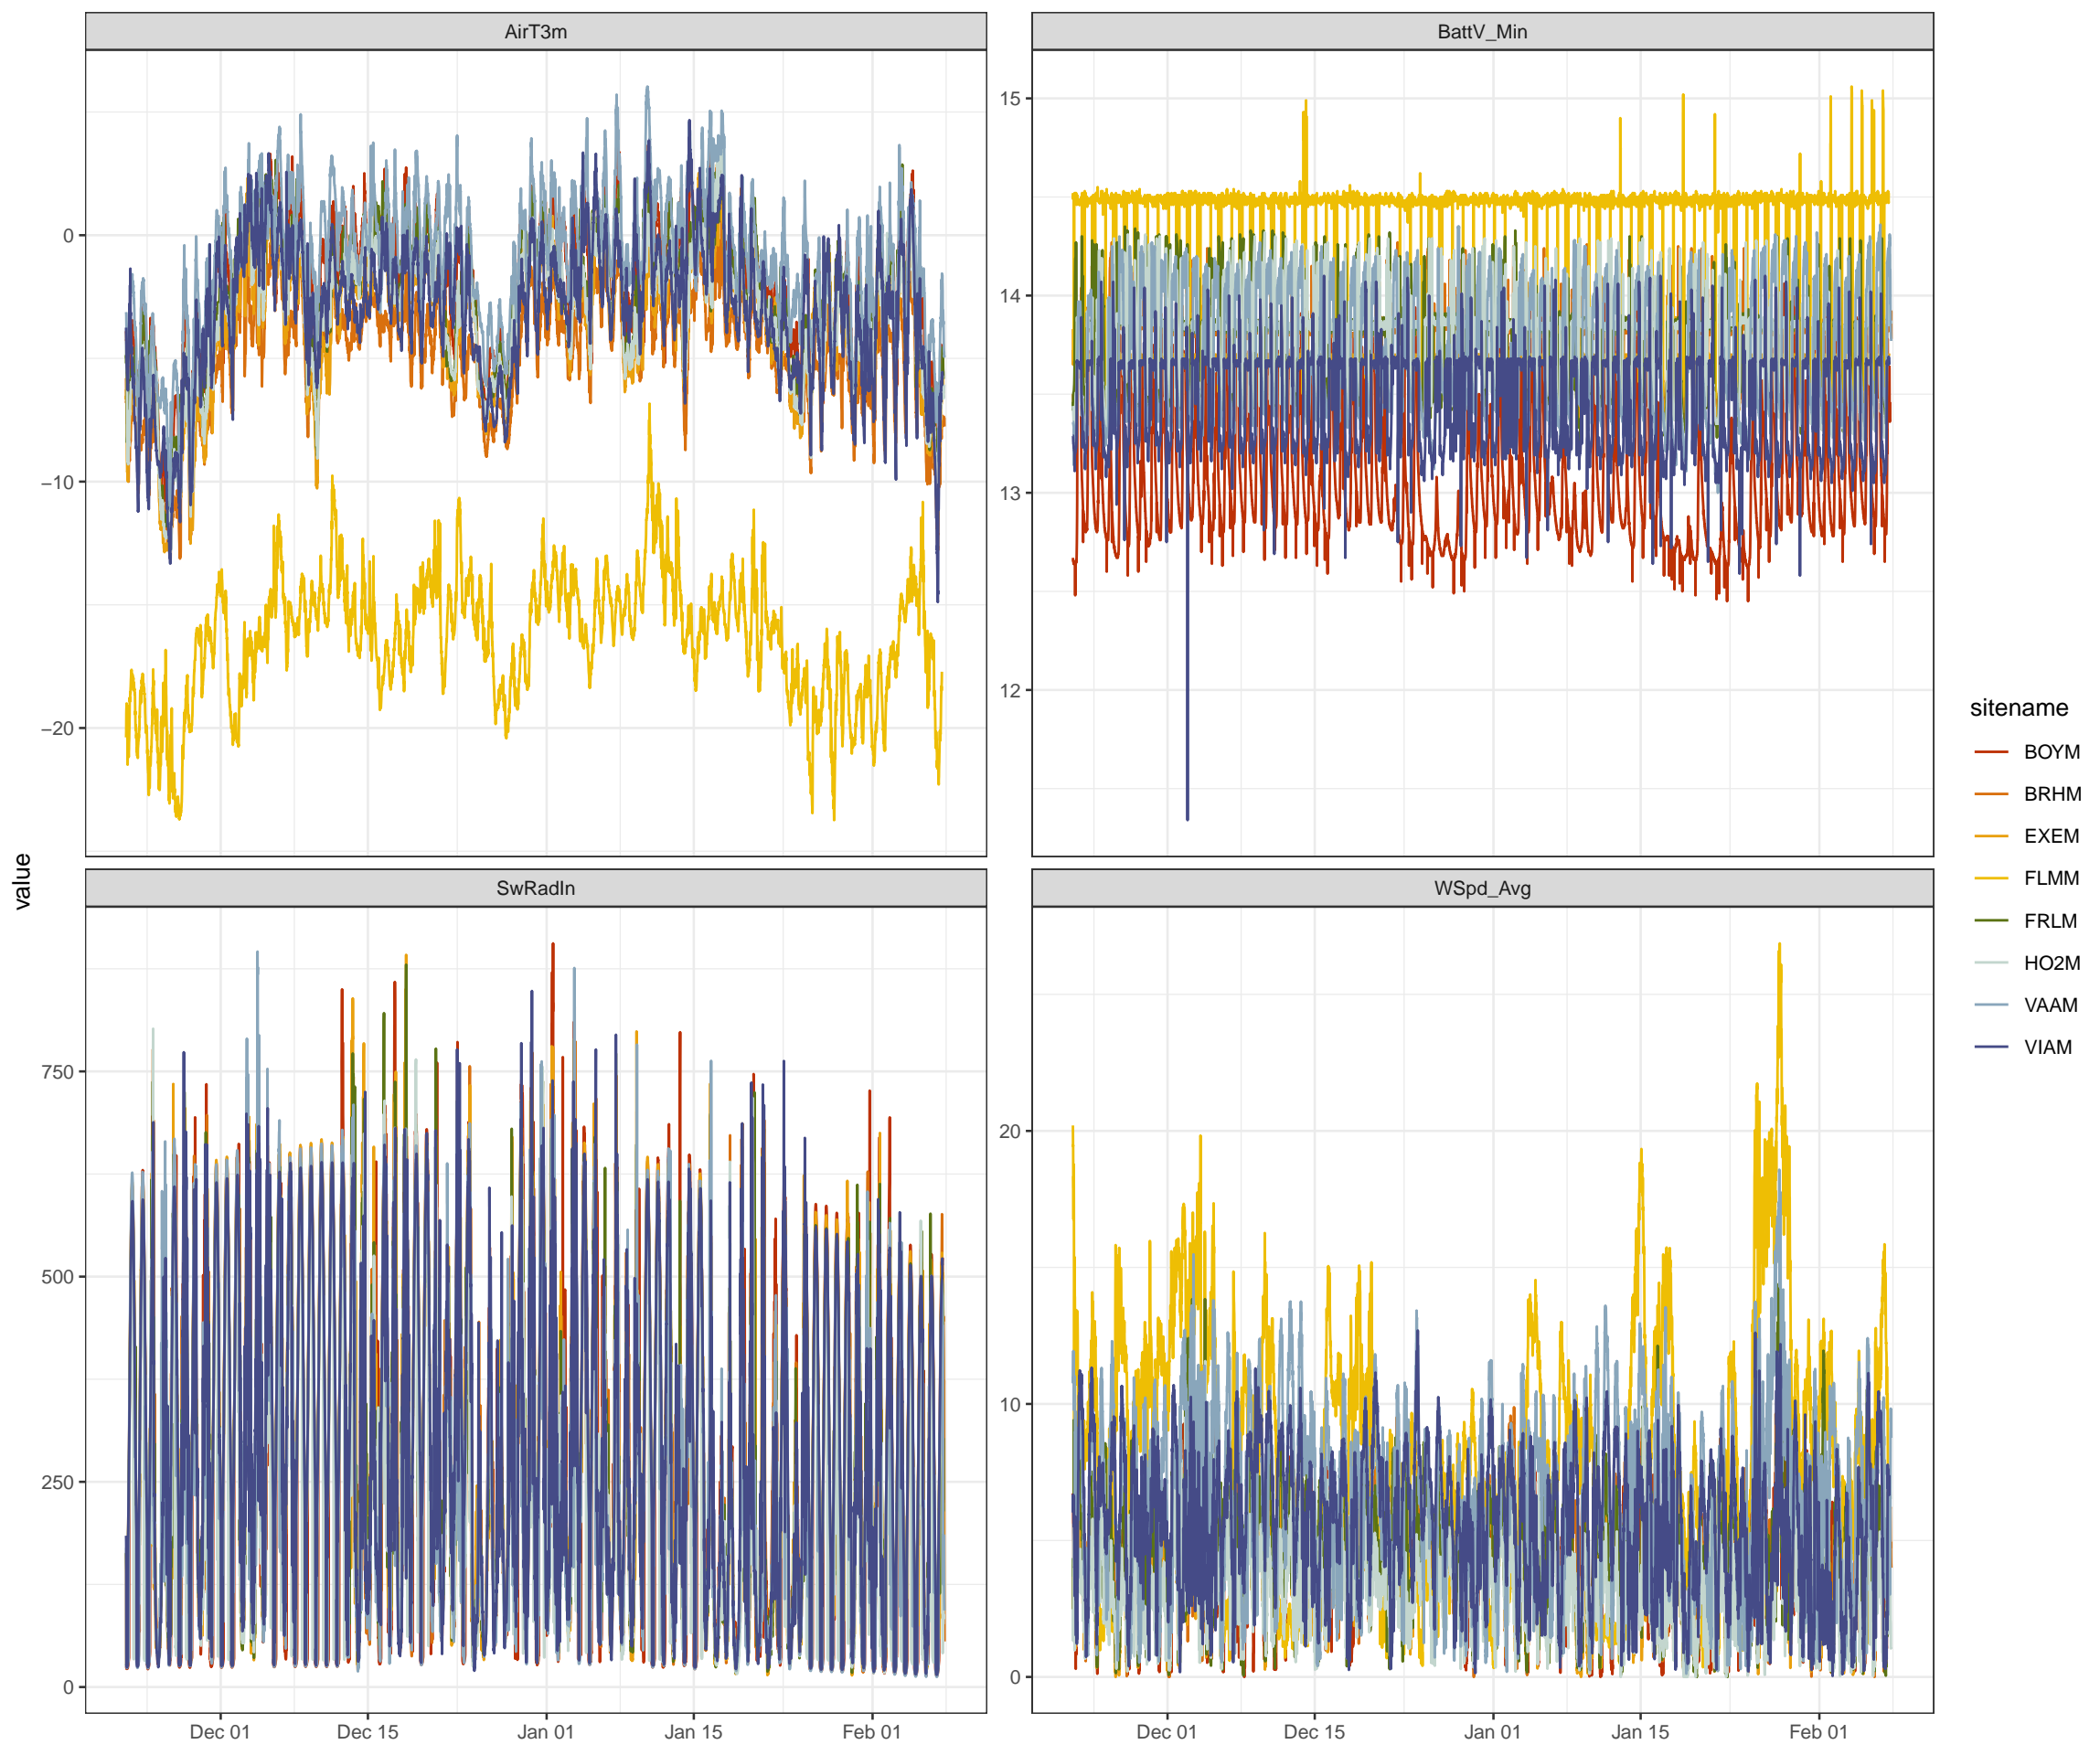 AirT3m
BattV_Min
0
−10
−20
15
14
13
12
value
SwRadIn
WSpd_Avg
750
500
250
0
20
10
0
Dec 01
Dec 15
Jan 01
Jan 15
Feb 01
Dec 01
Dec 15
Jan 01
Jan 15
Feb 01
sitename
BOYM
BRHM
EXEM
FLMM
FRLM
HO2M
VAAM
VIAM